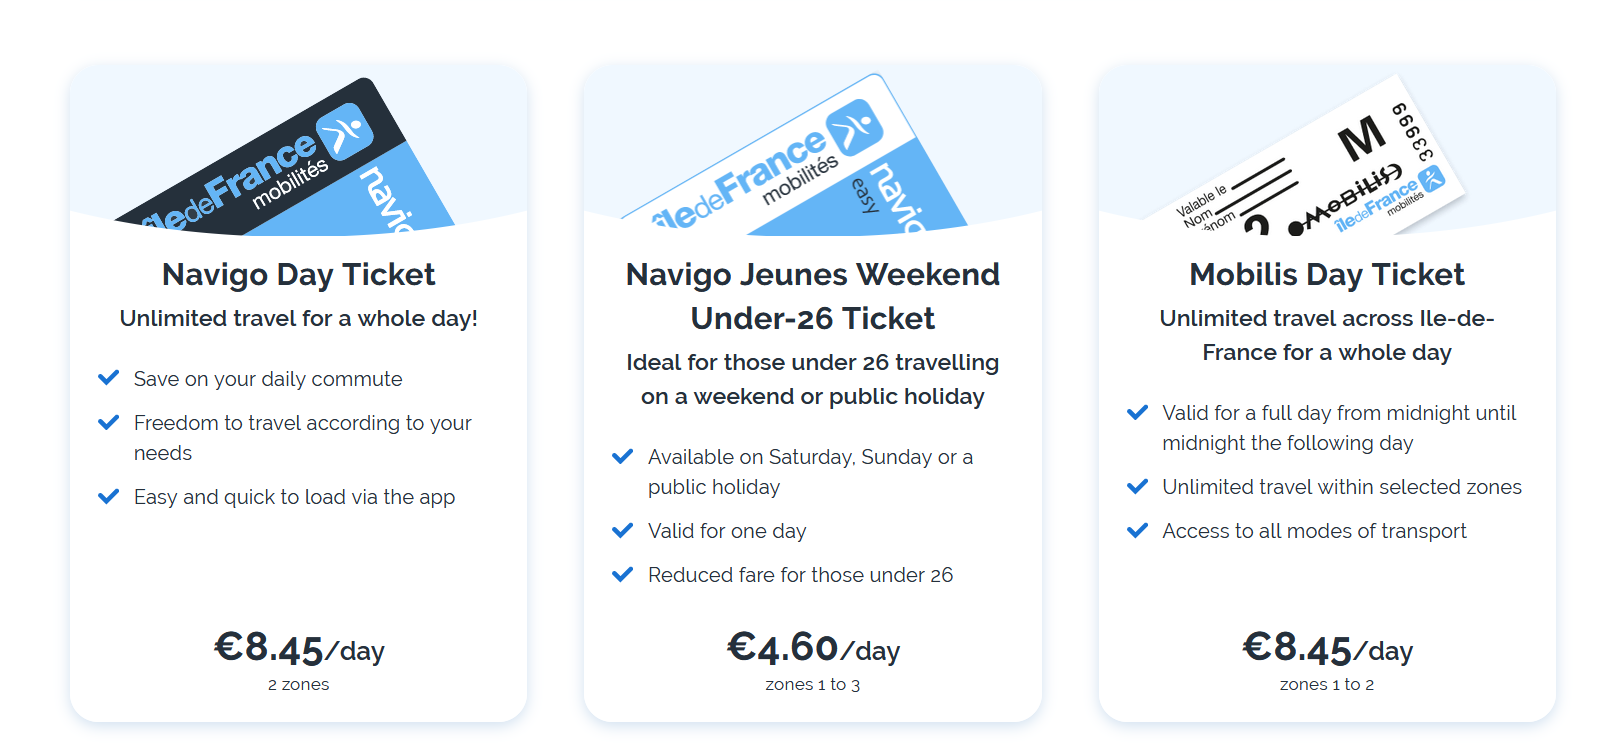 îledeFrance
mobilités
Navigo Day Ticket
Unlimited travel for a whole day!
Save on your daily commute
Freedom to travel according to your
needs
Easy and quick to load via the app
€8.45/day
2 zones
îledeFrance
mobilités
easy
Navigo Jeunes Weekend
Under-26 Ticket
Ideal for those under 26 travelling
on a weekend or public holiday
Available on Saturday, Sunday or a
public holiday
Valid for one day
Reduced fare for those under 26
€4.60/day
zones 1 to 3
M
33999
Valable le
Nom
MOBILIS
îledeFrance
mobilités
2
Mobilis Day Ticket
Unlimited travel across Ile-de-
France for a whole day
Valid for a full day from midnight until
midnight the following day
Unlimited travel within selected zones
Access to all modes of transport
€8.45/day
zones 1 to 2